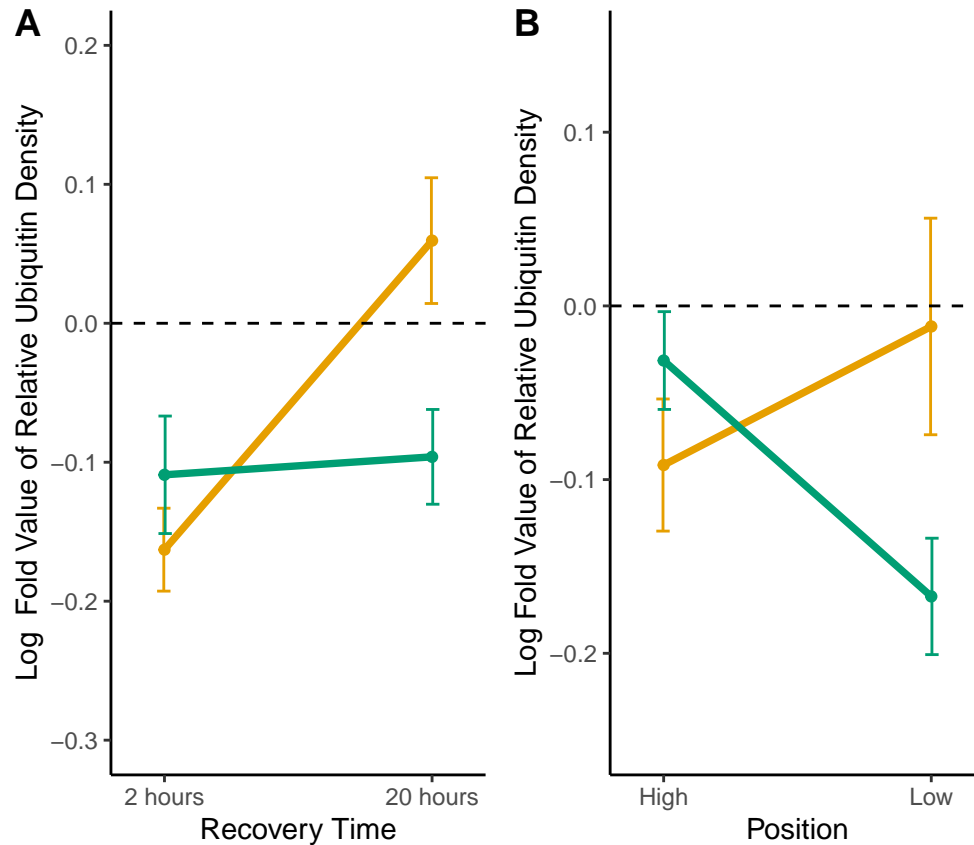 A
Log Fold Value of Relative Ubiquitin Density
0.2
0.1
0.0
−0.1
−0.2
−0.3
2 hours
20 hours
Recovery Time
B
Log Fold Value of Relative Ubiquitin Density
0.1
0.0
−0.1
−0.2
High
Low
Position